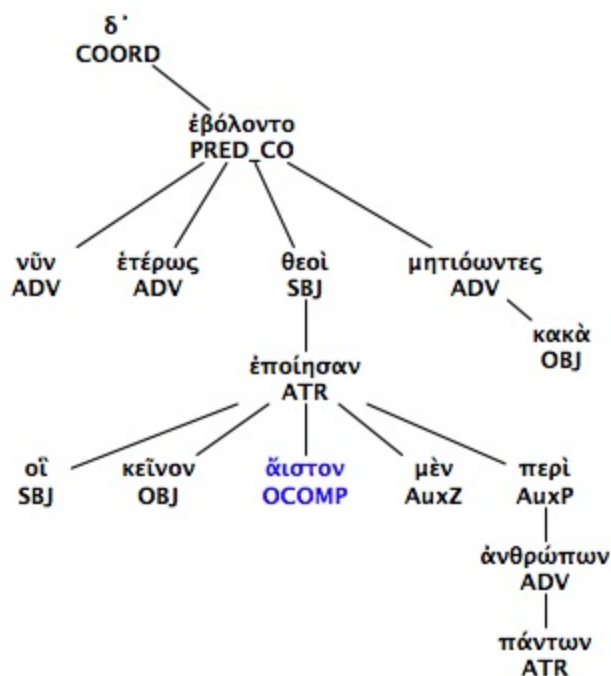 δ᾽
COORD
ἐβόλοντο
PRED_CO
νῦν ἑτέρως θεοὶ μητιόωντες
ADV ADV SBJ ADV
κακὰ
OBJ
ἐποίησαν
ATR
οἳ κεῖνον ἄιστον μὲν περὶ
SBJ OBJ OCOMP AuxZ AuxP
ἀνθρώπων
ADV
πάντων
ATR